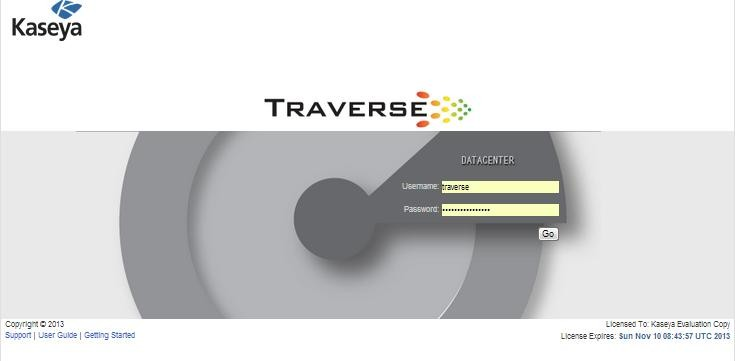 Kaseya
TRAVERSE
DATACENTER
Username: traverse
Password: ••••••••••••••••
Go
Copyright © 2013
Licensed To: Kaseya Evaluation Copy
Support | User Guide | Getting Started
License Expires: Sun Nov 10 08:43:57 UTC 2013